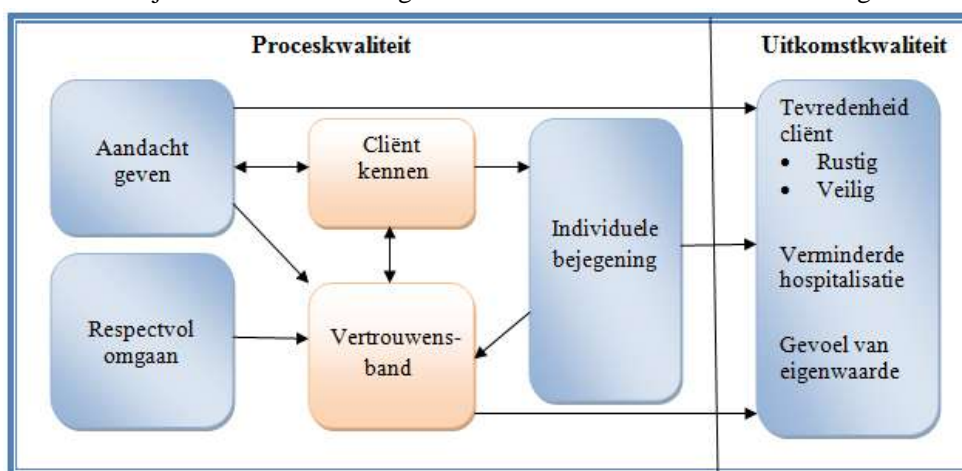 Proceskwaliteit
Uitkomstkwaliteit
Aandacht
geven
Cliënt
kennen
Individuele
bejegening
Respectvol
omgaan
Vertrouwens-
band
Tevredenheid
cliënt
• Rustig
• Veilig
Verminderde
hospitalisatie
Gevoel van
eigenwaarde